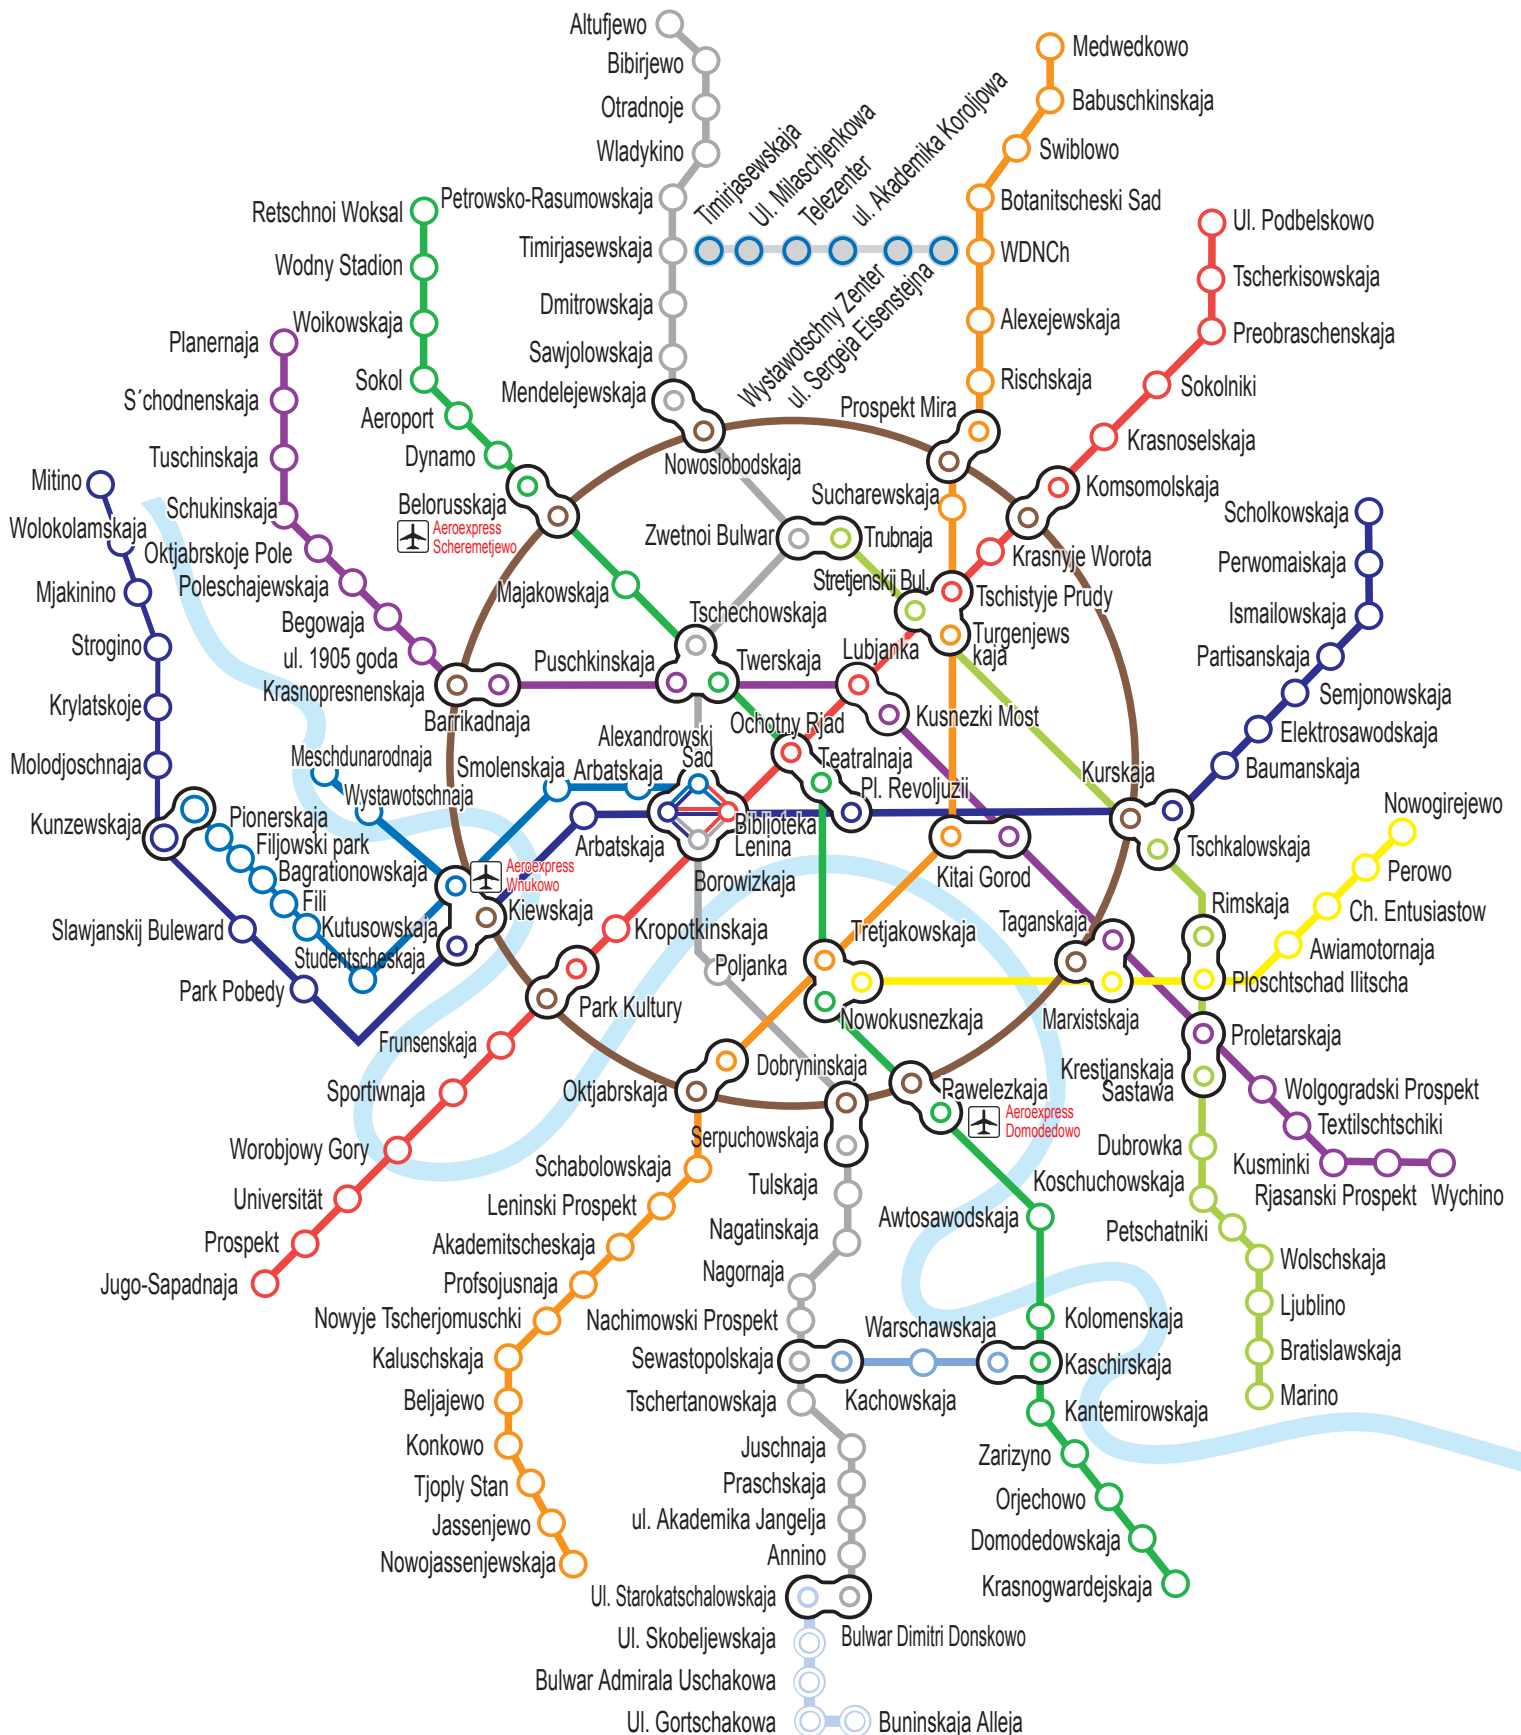 Altufjewo
Bibirjewo
Otradnoje
Wladykino
Petrowsko-Rasumowskaja
Timirjasewskaja
Dmitrowskaja
Sawjolowskaja
Mendelejewskaja
Nowoslobodskaja
Timirjasewskaja
Ul. Milaschjenkowa
Telezenter
ul. Akademika Koroljowa
Wystawotschny Zenter
ul. Sergeja Eisenstejna
Medwedkowo
Babuschkinskaja
Swiblowo
Botanitscheski Sad
WDNCh
Alexejewskaja
Rischskaja
Prospekt Mira
Sucharewskaja
Ul. Podbelskowo
Tscherkisowskaja
Preobraschenskaja
Sokolniki
Krasnoselskaja
Komsomolskaja
Krasnyje Worota
Tschistyje Prudy
Turgenjews
kaja
Retschnoi Woksal
Wodny Stadion
Woikowskaja
Sokol
Aeroport
Dynamo
Belorusskaja
Aeroexpress
Scheremetjewo
Majakowskaja
Planernaja
S´chodnenskaja
Tuschinskaja
Schukinskaja
Oktjabrskoje Pole
Poleschajewskaja
Begowaja
ul. 1905 goda
Krasnopresnenskaja
Barrikadnaja
Mitino
Wolokolamskaja
Mjakinino
Strogino
Krylatskoje
Molodjoschnaja
Kunzewskaja
Slawjanskij Buleward
Park Pobedy
Zwetnoi Bulwar
Trubnaja
Stretjenskij Bul.
Tschechowskaja
Puschkinskaja
Twerskaja
Lubjanka
Kusnezki Most
Ochotny Rjad
Teatralnaja
Pl. Revoljuzii
Alexandrowski
Sad
Meschdunarodnaja
Wystawotschnaja
Smolenskaja
Arbatskaja
Arbatskaja
Biblioteka
Lenina
Borowizkaja
Pionerskaja
Filjowski park
Bagrationowskaja
Fili
Kutusowskaja
Studentscheskaja
Aeroexpress
Wnukowo
Kiewskaja
Kropotkinskaja
Park Kultury
Poljanka
Frunsenskaja
Sportiwnaja
Worobjowy Gory
Universität
Prospekt
Jugo-Sapadnaja
Scholkowskaja
Perwomaiskaja
Ismailowskaja
Partisanskaja
Semjonowskaja
Elektrosawodskaja
Baumanskaja
Kurskaja
Tschkalowskaja
Nowogirejewo
Perowo
Ch. Entusiastow
Awiamotornaja
Rimskaja
Ploschtschad Ilitscha
Kitai Gorod
Taganskaja
Marxistskaja
Tretjakowskaja
Nowokusnezkaja
Proletarskaja
Krestjanskaja
Sastawa
Wolgogradski Prospekt
Textilschtschiki
Kusminki
Rjasanski Prospekt
Wychino
Dubrowka
Koschuchowskaja
Petschatniki
Wolschskaja
Ljublino
Bratislawskaja
Marino
Oktjabrskaja
Dobryninskaja
Serpuchowskaja
Pawelezkaja
Aeroexpress
Domodedowo
Schabolowskaja
Leninski Prospekt
Akademitscheskaja
Profsojusnaja
Nowyje Tscherjomuschki
Kaluschskaja
Beljajewo
Konkowo
Tjoply Stan
Jassenjewo
Nowojassenjewskaja
Tulskaja
Nagatinskaja
Nagornaja
Nachimowski Prospekt
Sewastopolskaja
Tschertanowskaja
Juschnaja
Praschskaja
ul. Akademika Jangelja
Annino
Ul. Starokatschalowskaja
Bulwar Dimitri Donskowo
Ul. Skobeljewskaja
Bulwar Admirala Uschakowa
Ul. Gortschakowa
Buninskaja Alleja
Warschawskaja
Kachowskaja
Awtosawodskaja
Kolomenskaja
Kaschirskaja
Kantemirowskaja
Zarizyno
Orjechowo
Domodedowskaja
Krasnogwardejskaja